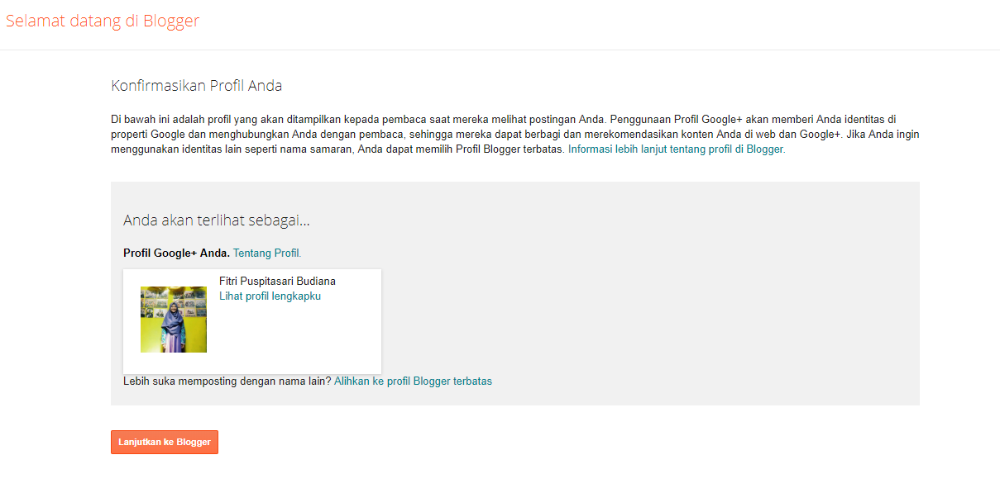 Selamat datang di Blogger
Konfirmasikan Profil Anda
Di bawah ini adalah profil yang akan ditampilkan kepada pembaca saat mereka melihat postingan Anda. Penggunaan Profil Google+ akan memberi Anda identitas di
properti Google dan menghubungkan Anda dengan pembaca, sehingga mereka dapat berbagi dan merekomendasikan konten Anda di web dan Google+. Jika Anda ingin
menggunakan identitas lain seperti nama samaran, Anda dapat memilih Profil Blogger terbatas. Informasi lebih lanjut tentang profil di Blogger.
Anda akan terlihat sebagai...
Profil Google+ Anda. Tentang Profil.
Fitri Puspitasari Budiana
Lihat profil lengkapku
Lebih suka memposting dengan nama lain? Alihkan ke profil Blogger terbatas
Lanjutkan ke Blogger